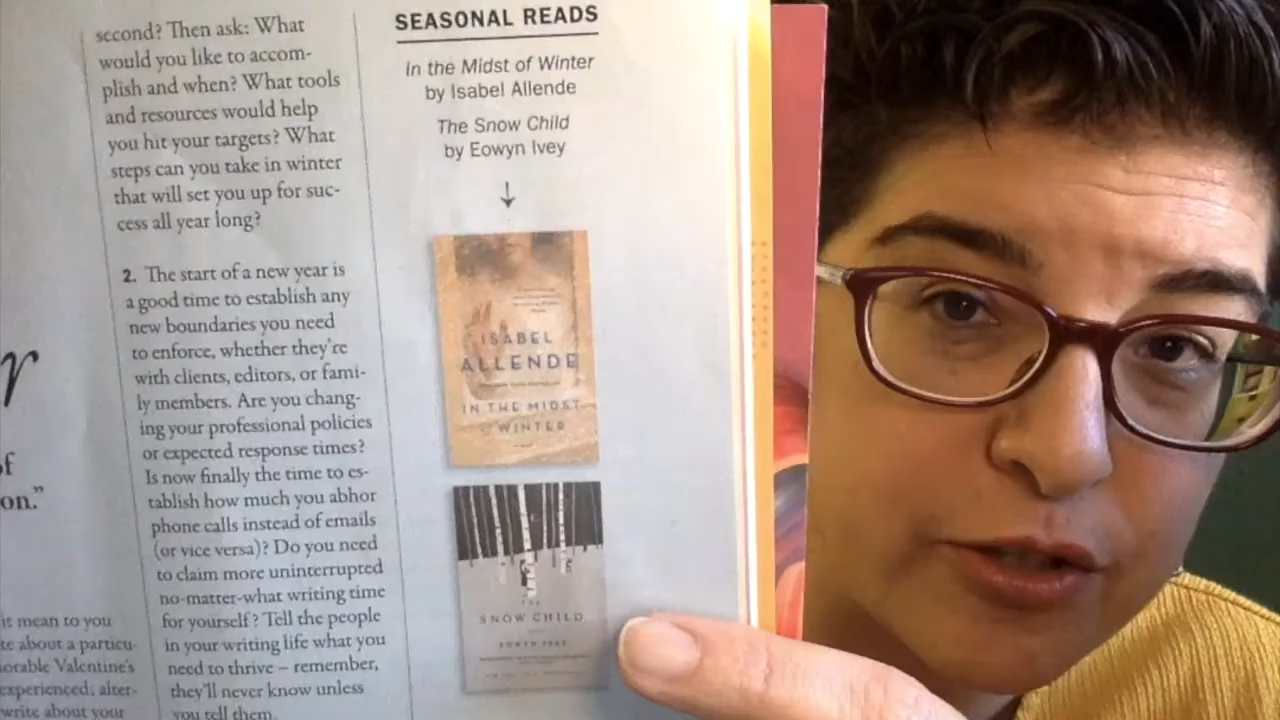 second? Then ask: What
would you like to accom-
plish and when? What tools
and resources would help
you hit your targets? What
steps can you take in winter
that will set you up for suc-
cess all year long?
2. The start of a new year is
a good time to establish any
new boundaries you need
to enforce, whether they're
with clients, editors, or fami-
ly members. Are you chang-
ing your professional policies
or expected response times?
Is now finally the time to es-
tablish how much you abhor
phone calls instead of emails
(or vice versa)? Do you need
to claim more uninterrupted
no-matter-what writing time
for yourself? Tell the people
in your writing life what you
need to thrive – remember,
they'll never know unless
you tell them.
SEASONAL READS
In the Midst of Winter
by Isabel Allende
The Snow Child
by Eowyn Ivey
ISABEL
ALLENDE
IN THE MIDST
WINTER
THE
SNOW CHILD
EOWYN IVEY
r
of
on."
it mean to you
te about a particu-
orable Valentine's
experienced; alter-
write about your